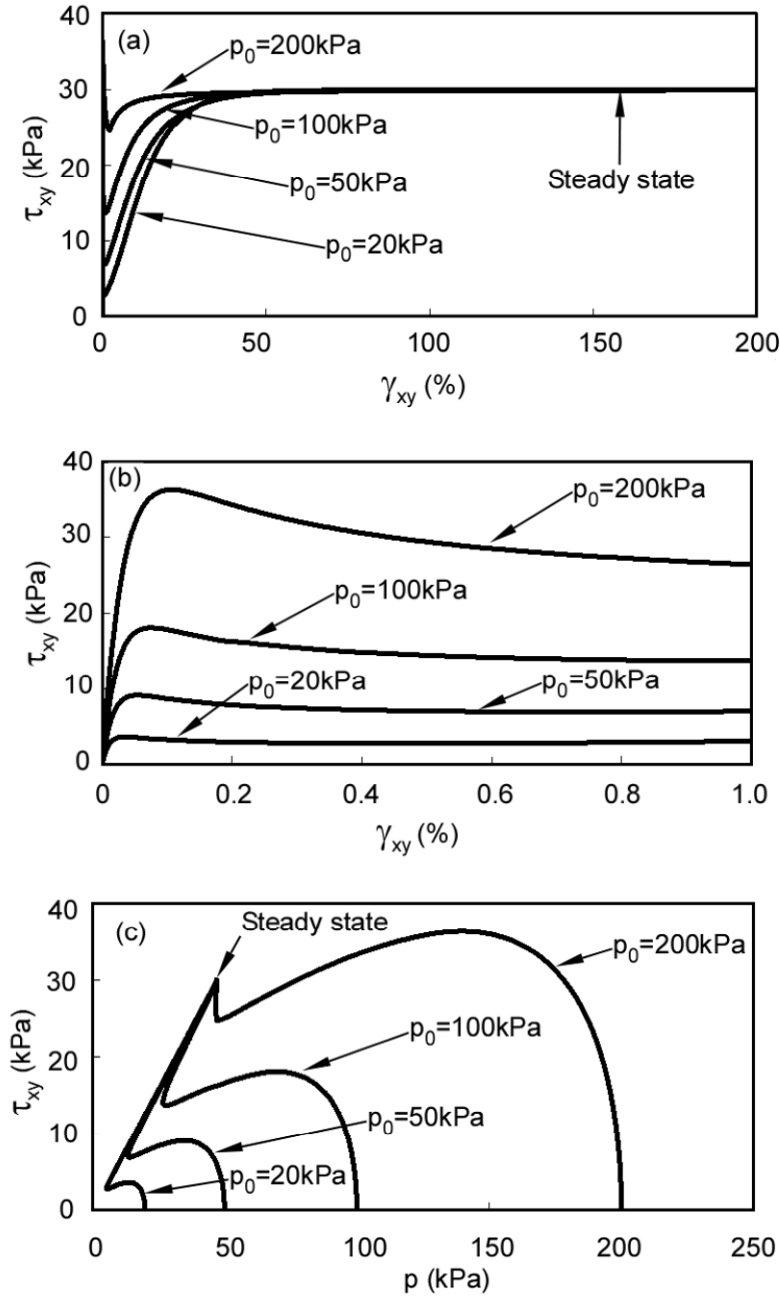 40
(a)
p0=200kPa
30
p0=100kPa
τxy (kPa)
20
p0=50kPa
Steady state
10
p0=20kPa
0
0 50 100 150 200
γxy (%)
40
(b)
p0=200kPa
30
τxy (kPa)
20
p0=100kPa
10
p0=20kPa
p0=50kPa
0
0 0.2 0.4 0.6 0.8 1.0
γxy (%)
40
(c)
Steady state
p0=200kPa
30
τxy (kPa)
20
p0=100kPa
p0=50kPa
10
p0=20kPa
0
0 50 100 150 200 250
p (kPa)